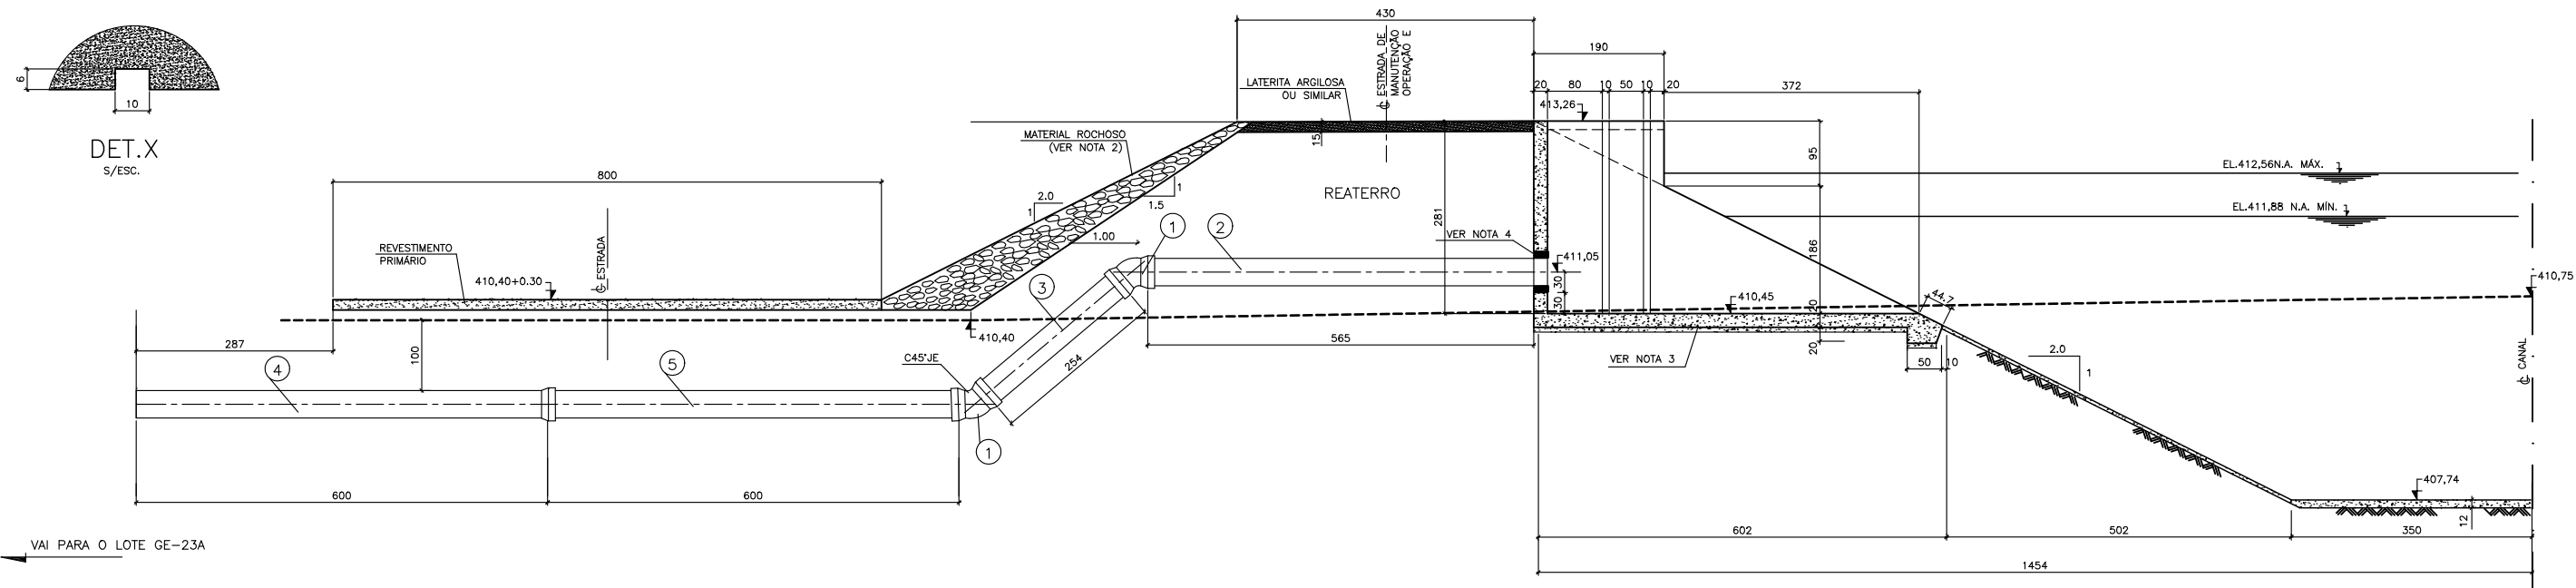 6
10
DET.X
S/ESC.
430
℄ ESTRADA DE
MANUTENÇÃO
OPERAÇÃO E
190
LATERITA ARGILOSA
OU SIMILAR
20
80
10
50
10
20
372
413,26
MATERIAL ROCHOSO
(VER NOTA 2)
15
95
EL.412,56N.A. MÁX.
800
2.0
1
1
1.5
REATERRO
281
EL.411,88 N.A. MÍN.
REVESTIMENTO
PRIMÁRIO
℄ ESTRADA
1.00
1
2
VER NOTA 4
186
411,05
410,40+0.30
3
30
30
410,45
20
44.7
410,75
287
100
410,40
565
C45°JE
254
VER NOTA 3
20
50
10
2.0
1
℄ CANAL
4
5
1
407,74
12
600
600
602
502
350
VAI PARA O LOTE GE-23A
1454